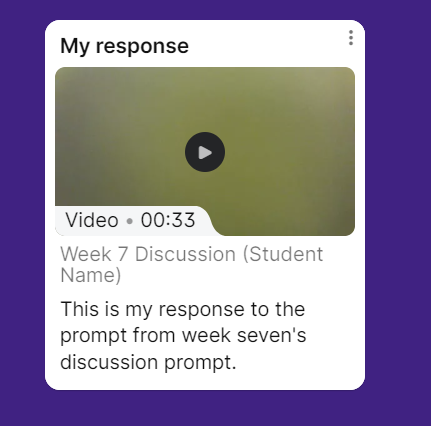 My response
Video • 00:33
Week 7 Discussion (Student
Name)
This is my response to the
prompt from week seven's
discussion prompt.